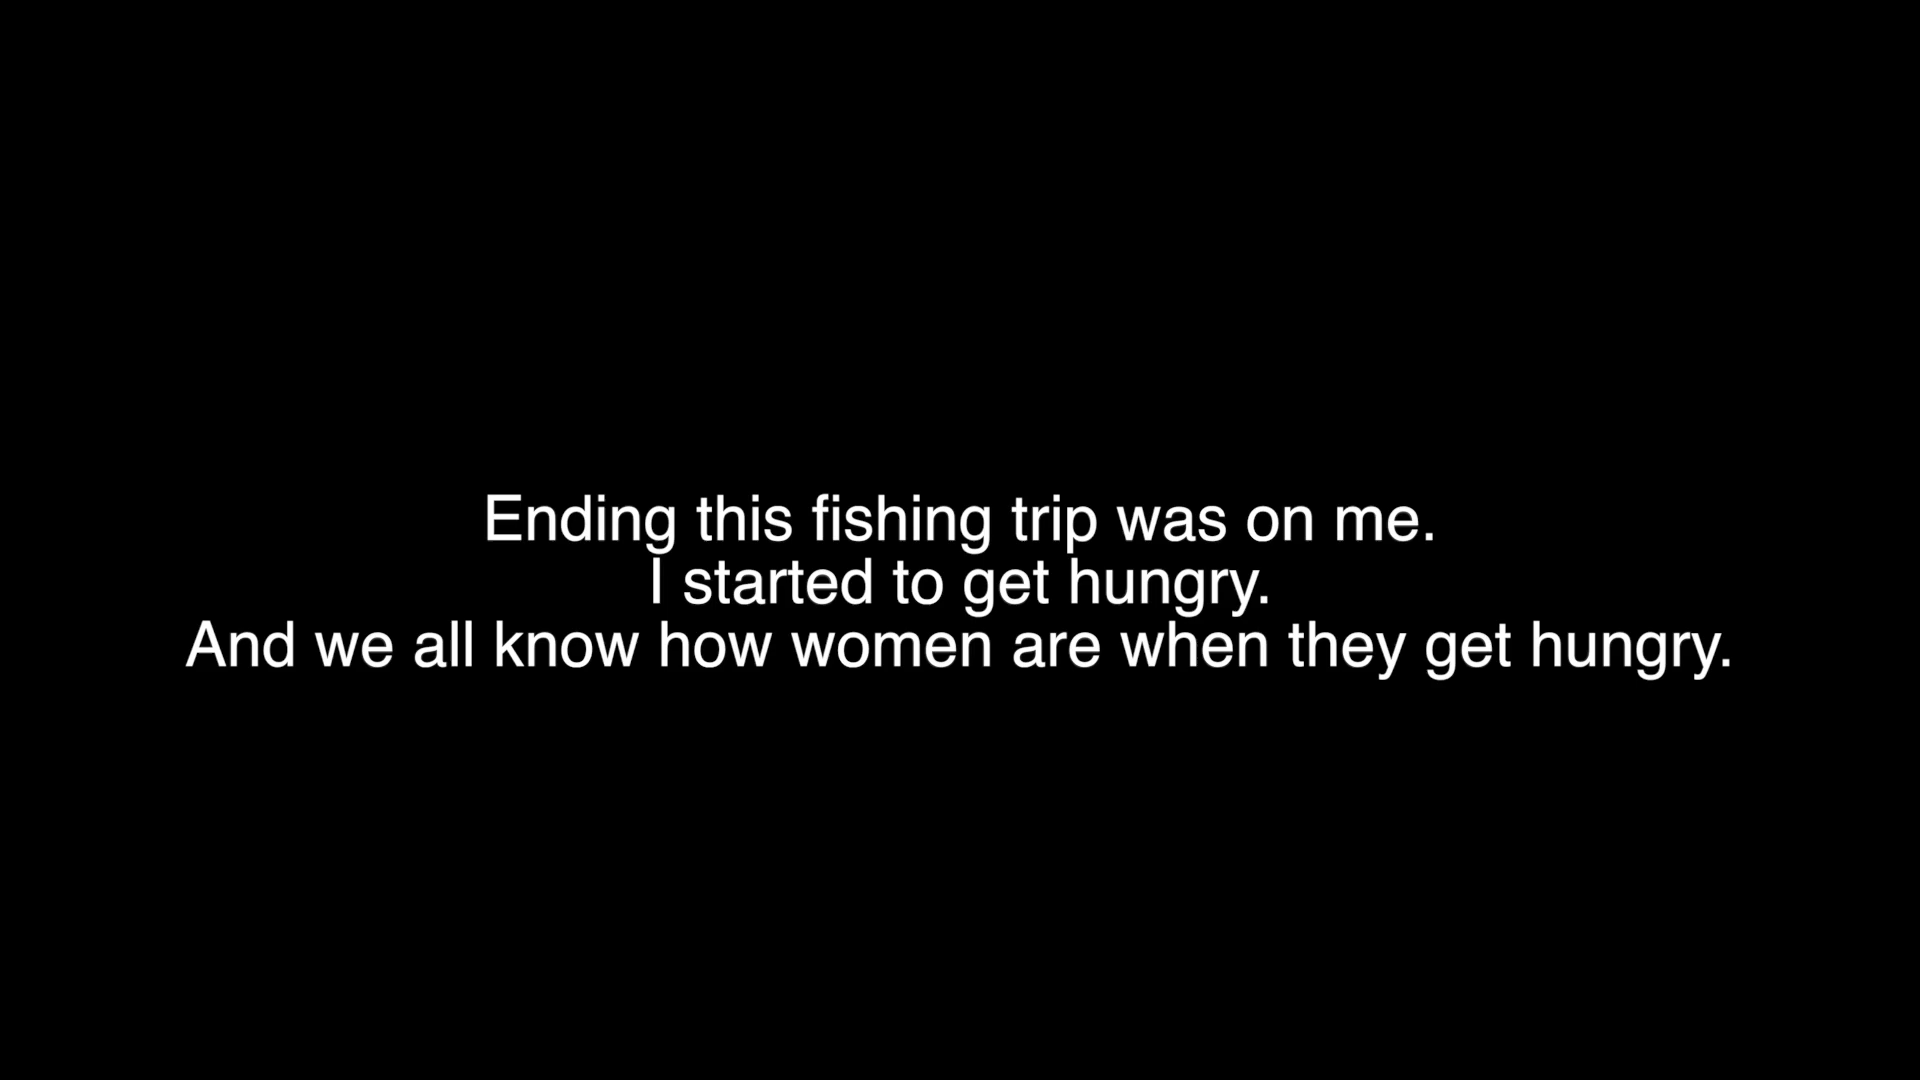 Ending this fishing trip was on me.
I started to get hungry.
And we all know how women are when they get hungry.